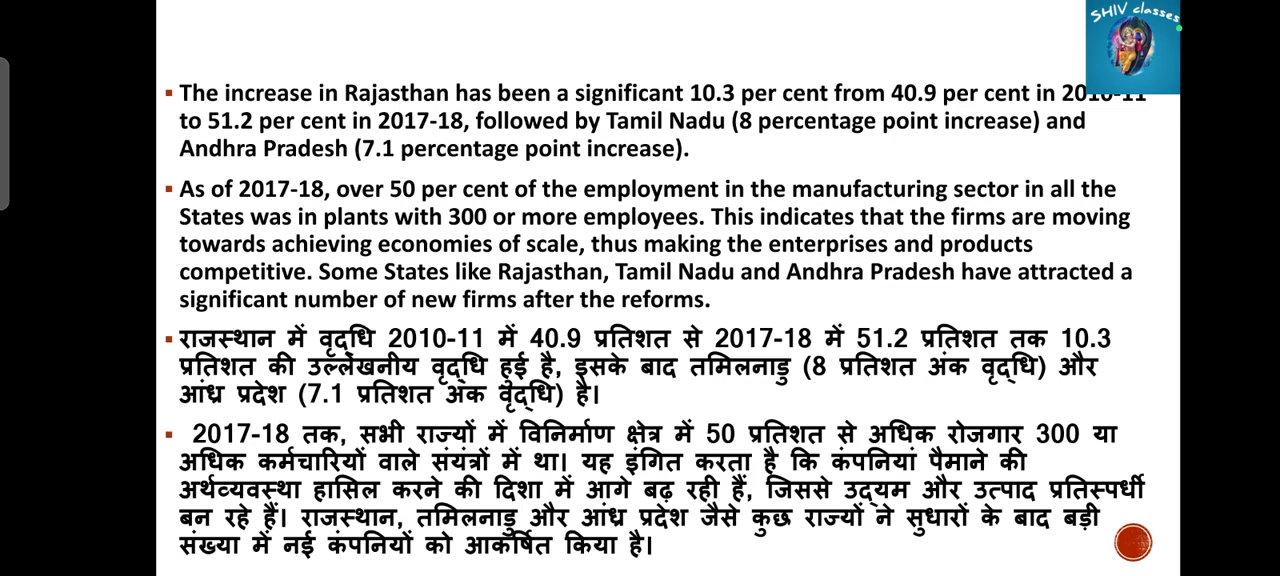 SHIV classes
The increase in Rajasthan has been a significant 10.3 per cent from 40.9 per cent in 2010-11
to 51.2 per cent in 2017-18, followed by Tamil Nadu (8 percentage point increase) and
Andhra Pradesh (7.1 percentage point increase).
As of 2017-18, over 50 per cent of the employment in the manufacturing sector in all the
States was in plants with 300 or more employees. This indicates that the firms are moving
towards achieving economies of scale, thus making the enterprises and products
competitive. Some States like Rajasthan, Tamil Nadu and Andhra Pradesh have attracted a
significant number of new firms after the reforms.
राजस्थान में वृद्धि 2010-11 में 40.9 प्रतिशत से 2017-18 में 51.2 प्रतिशत तक 10.3
प्रतिशत की उल्लेखनीय वृद्धि हुई है, इसके बाद तमिलनाडु (8 प्रतिशत अंक वृद्धि) और
आंध्र प्रदेश (7.1 प्रतिशत अंक वृद्धि) है।
2017-18 तक, सभी राज्यों में विनिर्माण क्षेत्र में 50 प्रतिशत से अधिक रोजगार 300 या
अधिक कर्मचारियों वाले संयंत्रों में था। यह इंगित करता है कि कंपनियां पैमाने की
अर्थव्यवस्था हासिल करने की दिशा में आगे बढ़ रही हैं, जिससे उद्यम और उत्पाद प्रतिस्पर्धी
बन रहे हैं। राजस्थान, तमिलनाडु और आंध्र प्रदेश जैसे कुछ राज्यों ने सुधारों के बाद बड़ी
संख्या में नई कंपनियों को आकर्षित किया है।